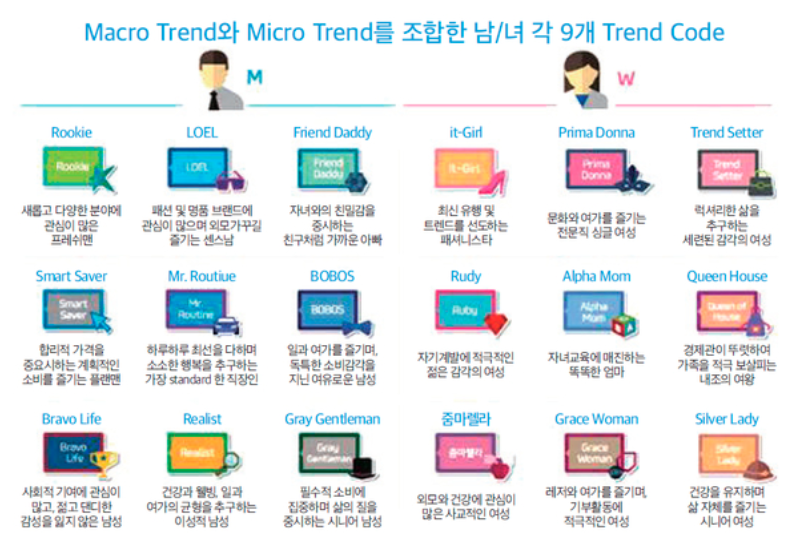 Macro Trend와 Micro Trend를 조합한 남/녀 각 9개 Trend Code
M
W
Rookie
Rookie
새롭고 다양한 분야에
관심이 많은
프레쉬맨
LOEL
LOEL
패션 및 명품 브랜드에
관심이 많으며 외모가꾸길
즐기는 센스남
Friend Daddy
Friend
Daddy
자녀와의 친밀감을
중시하는
친구처럼 가까운 아빠
it-Girl
It-Girl
최신 유행 및
트렌드를 선도하는
패셔니스타
Prima Donna
Prima
Donna
문화와 여가를 즐기는
전문직 싱글 여성
Trend Setter
Trend
Setter
럭셔리한 삶을
추구하는
세련된 감각의 여성
Smart Saver
Smart
Saver
합리적 가격을
중요시하는 계획적인
소비를 즐기는 플랜맨
Mr. Routiue
Mr.
Routine
하루하루 최선을 다하며
소소한 행복을 추구하는
가장 standard 한 직장인
BOBOS
BOBOS
일과 여가를 즐기며,
독특한 소비감각을
지닌 여유로운 남성
Rudy
Ruby
자기계발에 적극적인
젊은 감각의 여성
Alpha Mom
Alpha
Mom
자녀교육에 매진하는
똑똑한 엄마
Queen House
Queen of
House
경제관이 뚜렷하여
가족을 적극 보살피는
내조의 여왕
Bravo Life
Bravo
Life
사회적 기여에 관심이
많고, 젊고 댄디한
감성을 잃지 않은 남성
Realist
Realist
건강과 웰빙, 일과
여가의 균형을 추구하는
이성적 남성
Gray Gentleman
Gray
Gentleman
필수적 소비에
집중하며 삶의 질을
중시하는 시니어 남성
줌마렐라
줌마렐라
외모와 건강에 관심이
많은 사교적인 여성
Grace Woman
Grace
Woman
레저와 여가를 즐기며,
기부활동에
적극적인 여성
Silver Lady
Silver
Lady
건강을 유지하며
삶 자체를 즐기는
시니어 여성